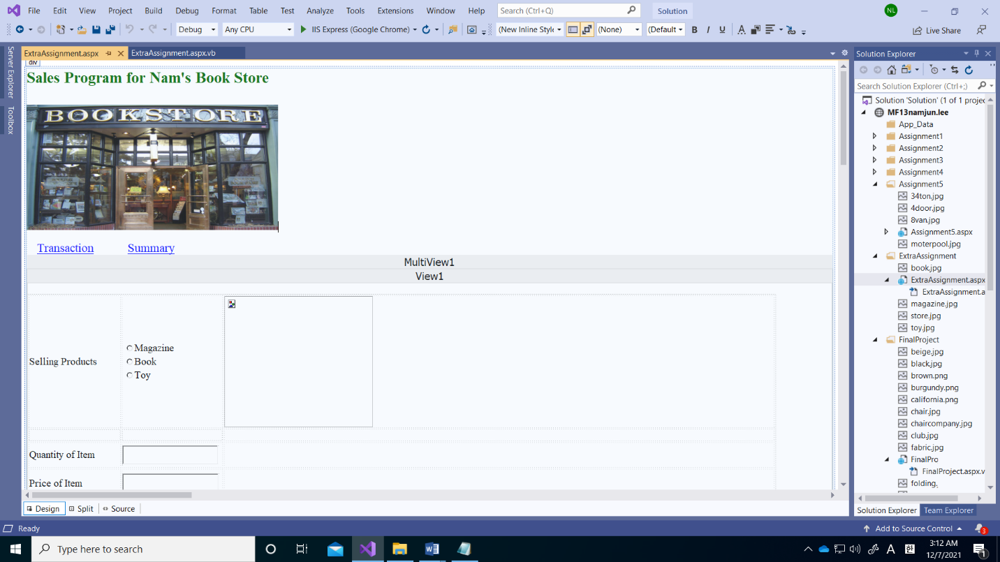 File Edit View Project Build Debug Format Table Test Analyze Tools Extensions Window Help Search (Ctrl+Q) Solution NL
Debug Any CPU IIS Express (Google Chrome) (New Inline Style (None) (Default B I U A Live Share
Server Explorer
Toolbox
ExtraAssignment.aspx ExtraAssignment.aspx.vb
div
Sales Program for Nam's Book Store
BOOKSTORE
Transaction Summary
MultiView1
View1
Selling Products
Magazine
Book
Toy
Quantity of Item
Price of Item
Design Split Source
Solution Explorer
Search Solution Explorer (Ctrl+;)
Solution 'Solution' (1 of 1 projec
MF13namjun.lee
App_Data
Assignment1
Assignment2
Assignment3
Assignment4
Assignment5
34ton.jpg
4door.jpg
8van.jpg
Assignment5.aspx
moterpool.jpg
ExtraAssignment
book.jpg
ExtraAssignment.aspx
ExtraAssignment.a
magazine.jpg
store.jpg
toy.jpg
FinalProject
beige.jpg
black.jpg
brown.png
burgundy.png
california.png
chair.jpg
chaircompany.jpg
club.jpg
fabric.jpg
FinalPro
FinalProject.aspx.v
folding.
Solution Explorer Team Explorer
Ready Add to Source Control 3
Type here to search A 한 3:12 AM
12/7/2021 1